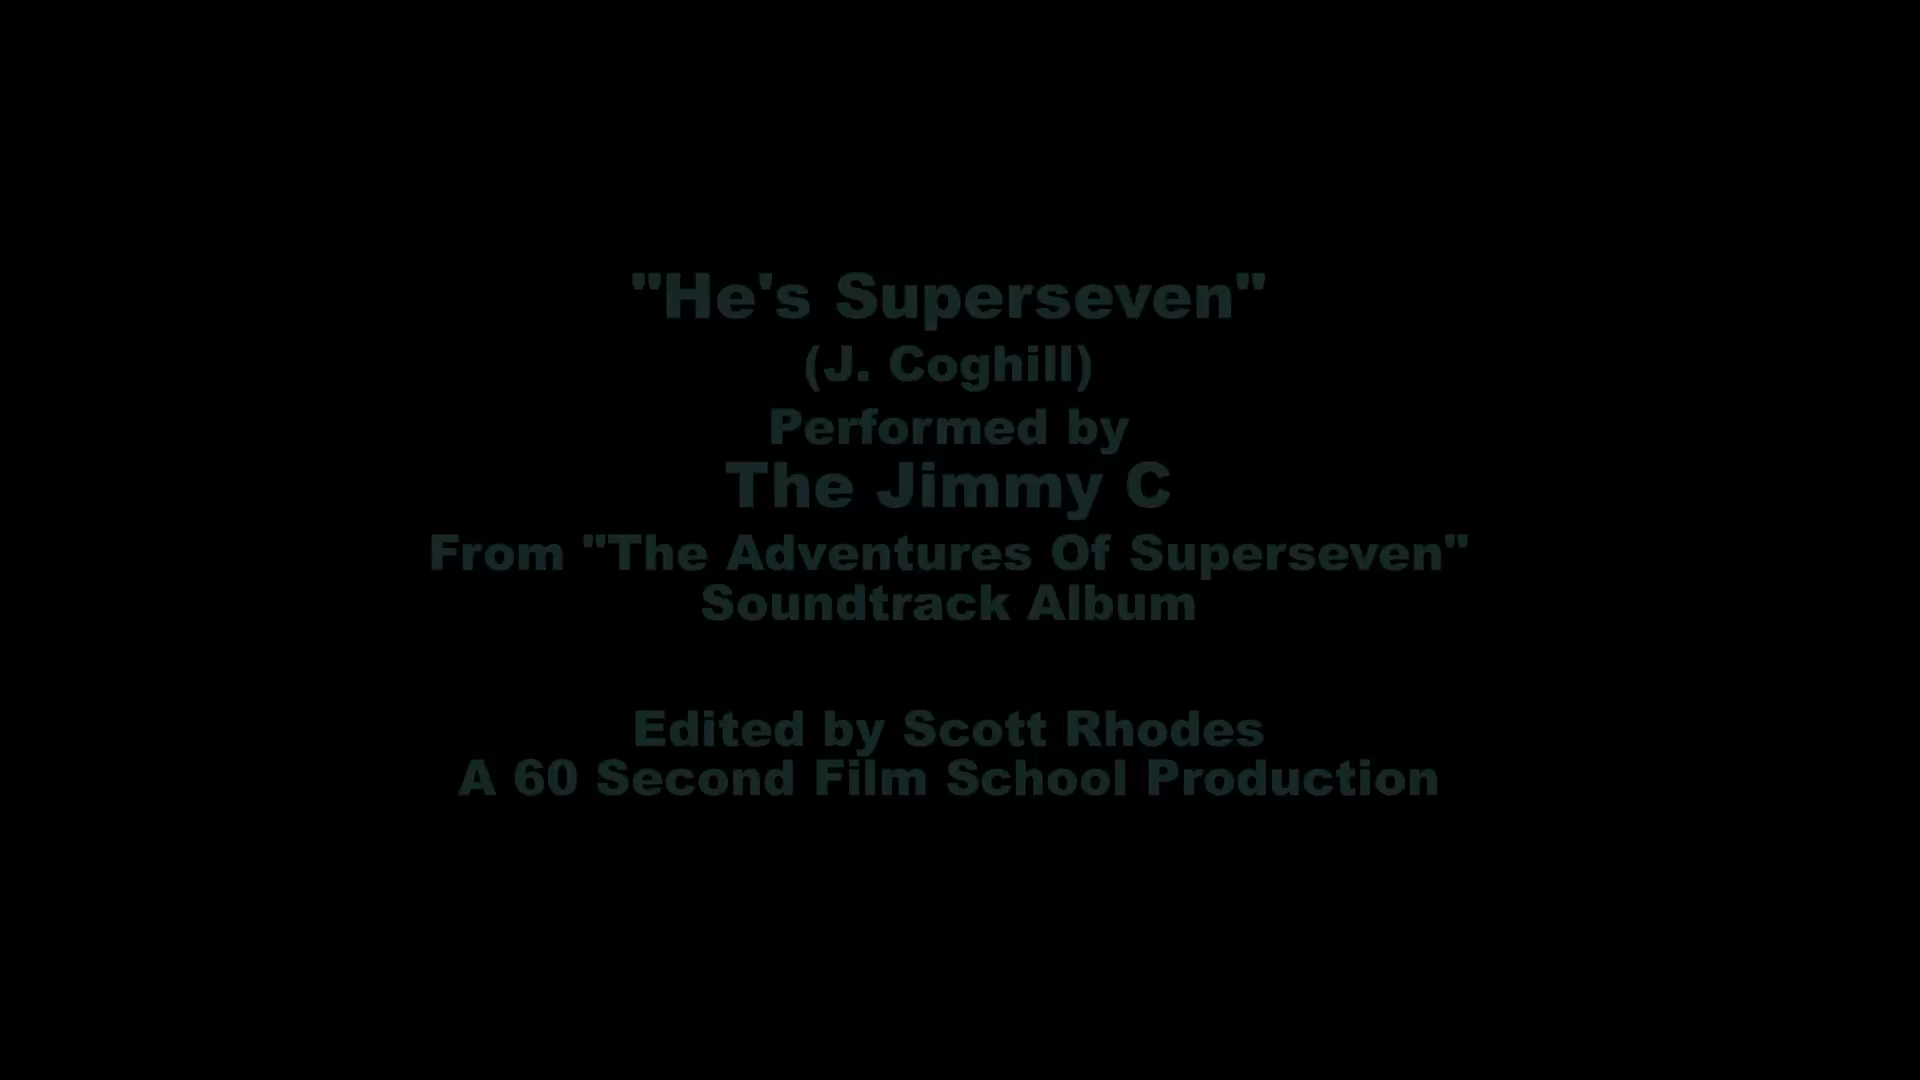 "He's Superseven"
(J. Coghill)
Performed by
The Jimmy C
From "The Adventures Of Superseven"
Soundtrack Album
Edited by Scott Rhodes
A 60 Second Film School Production